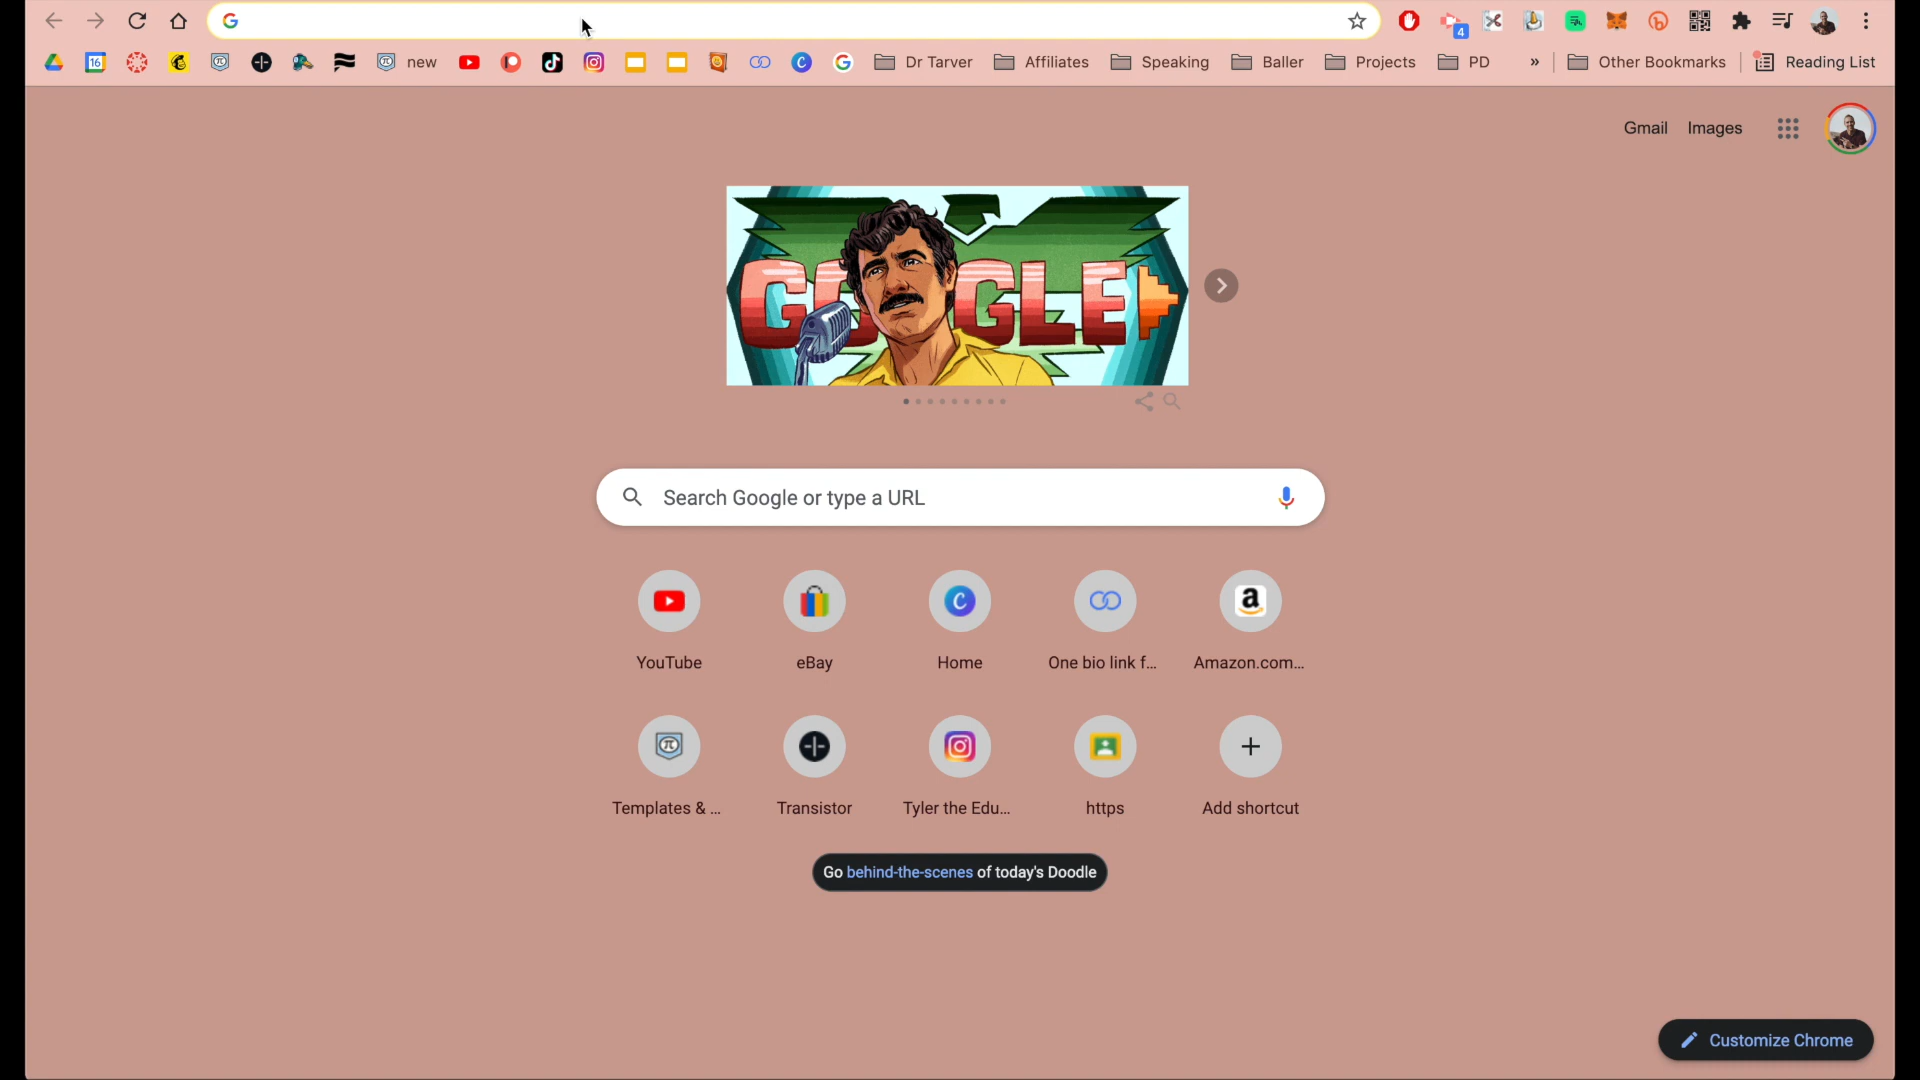 4
16
new
Dr Tarver
Affiliates
Speaking
Baller
Projects
PD
»
Other Bookmarks
Reading List
Gmail
Images
GOOGLE
Search Google or type a URL
YouTube
eBay
Home
One bio link f...
Amazon.com...
Templates & ...
Transistor
Tyler the Edu...
https
Add shortcut
Go behind-the-scenes of today's Doodle
Customize Chrome